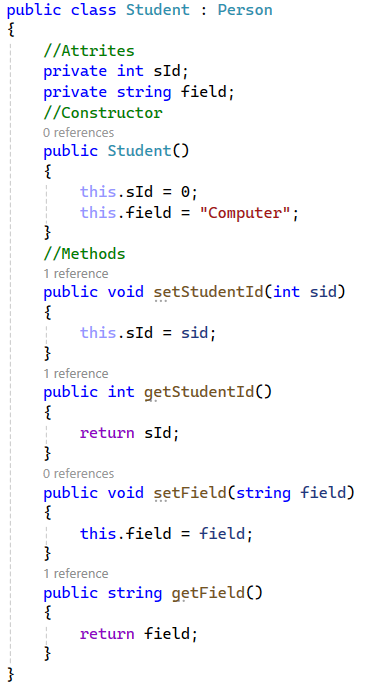 public class Student : Person
{
//Attrites
private int sId;
private string field;
//Constructor
0 references
public Student()
{
this.sId = 0;
this.field = "Computer";
}
//Methods
1 reference
public void setStudentId(int sid)
{
this.sId = sid;
}
1 reference
public int getStudentId()
{
return sId;
}
0 references
public void setField(string field)
{
this.field = field;
}
1 reference
public string getField()
{
return field;
}
}